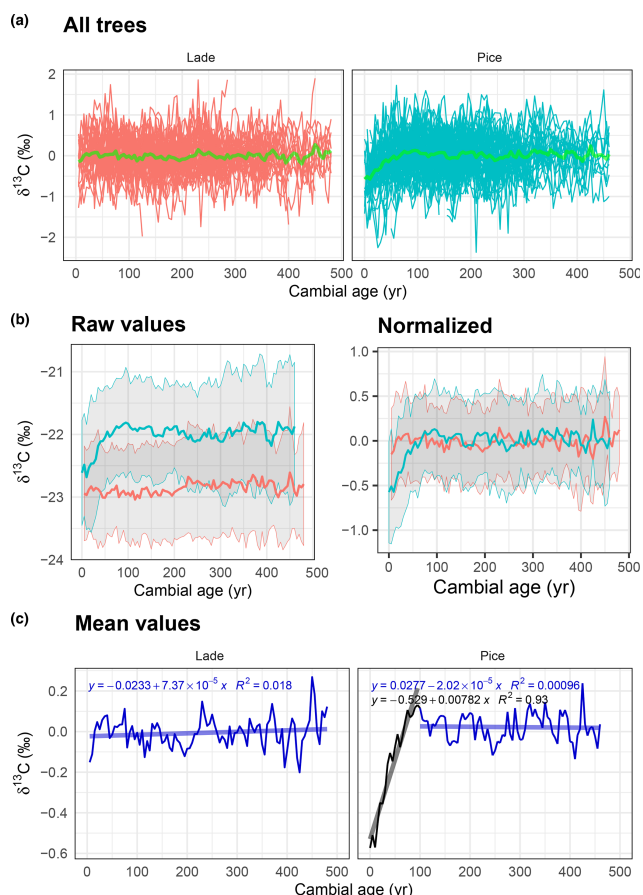 (a) All trees
Lade Pice
δ13C (‰)
2
1
0
−1
−2
0 100 200 300 400 500 0 100 200 300 400 500
Cambial age (yr)
(b) Raw values Normalized
δ13C (‰)
−21
−22
−23
−24
0 100 200 300 400 500
Cambial age (yr)
1.0
0.5
0.0
−0.5
−1.0
0 100 200 300 400 500
Cambial age (yr)
(c) Mean values
Lade Pice
δ13C (‰)
0.2
0.0
−0.2
−0.4
−0.6
y = −0.0233 + 7.37 × 10−5 x R2 = 0.018
y = 0.0277 − 2.02 × 10−5 x R2 = 0.00096
y = −0.529 + 0.00782 x R2 = 0.93
0 100 200 300 400 500 0 100 200 300 400 500
Cambial age (yr)